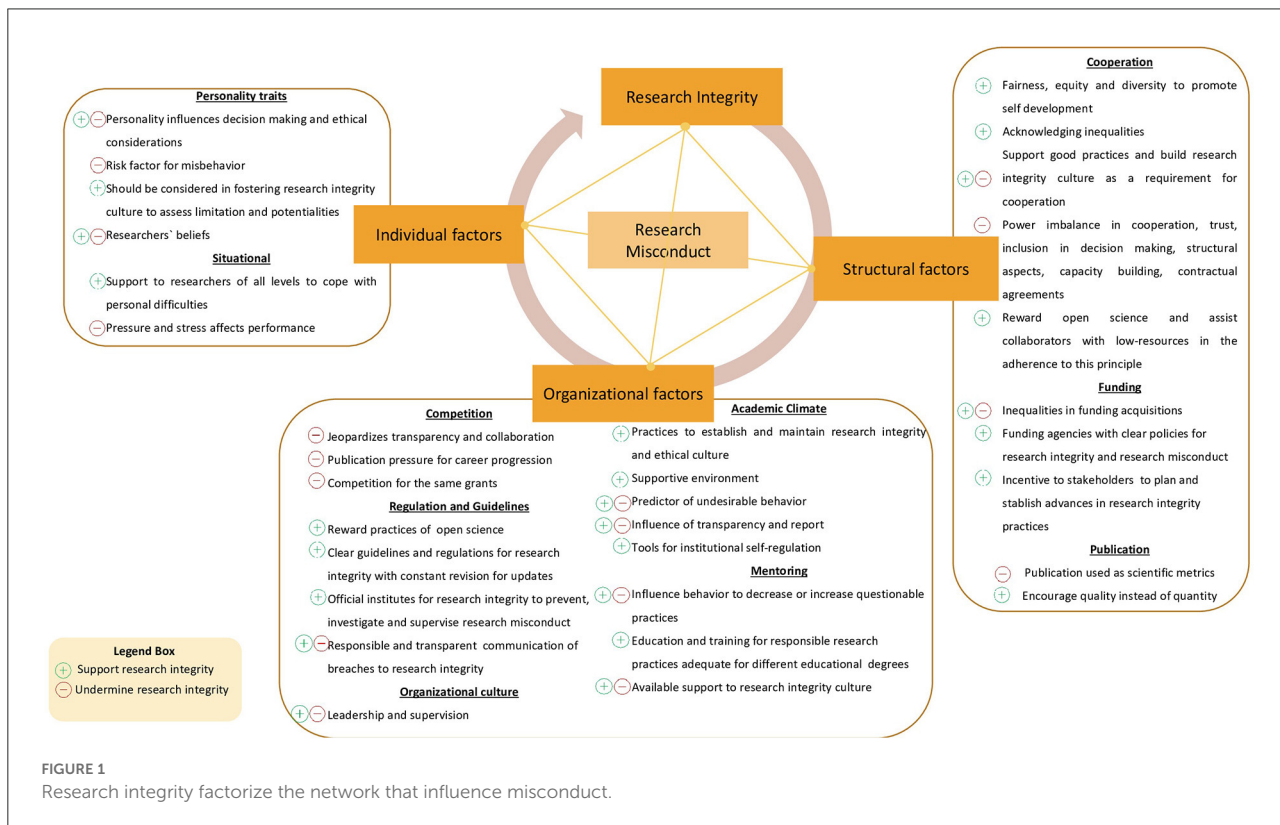 Research Integrity
Research
Misconduct
Individual factors
Structural factors
Organizational factors
Personality traits
Personality influences decision making and ethical
considerations
Risk factor for misbehavior
Should be considered in fostering research integrity
culture to assess limitation and potentialities
Researchers` beliefs
Situational
Support to researchers of all levels to cope with
personal difficulties
Pressure and stress affects performance
Cooperation
Fairness, equity and diversity to promote
self development
Acknowledging inequalities
Support good practices and build research
integrity culture as a requirement for
cooperation
Power imbalance in cooperation, trust,
inclusion in decision making, structural
aspects, capacity building, contractual
agreements
Reward open science and assist
collaborators with low-resources in the
adherence to this principle
Funding
Inequalities in funding acquisitions
Funding agencies with clear policies for
research integrity and research misconduct
Incentive to stakeholders to plan and
stablish advances in research integrity
practices
Publication
Publication used as scientific metrics
Encourage quality instead of quantity
Competition
Jeopardizes transparency and collaboration
Publication pressure for career progression
Competition for the same grants
Regulation and Guidelines
Reward practices of open science
Clear guidelines and regulations for research
integrity with constant revision for updates
Official institutes for research integrity to prevent,
investigate and supervise research misconduct
Responsible and transparent communication of
breaches to research integrity
Organizational culture
Leadership and supervision
Academic Climate
Practices to establish and maintain research integrity
and ethical culture
Supportive environment
Predictor of undesirable behavior
Influence of transparency and report
Tools for institutional self-regulation
Mentoring
Influence behavior to decrease or increase questionable
practices
Education and training for responsible research
practices adequate for different educational degrees
Available support to research integrity culture
Legend Box
Support research integrity
Undermine research integrity
FIGURE 1
Research integrity factorize the network that influence misconduct.